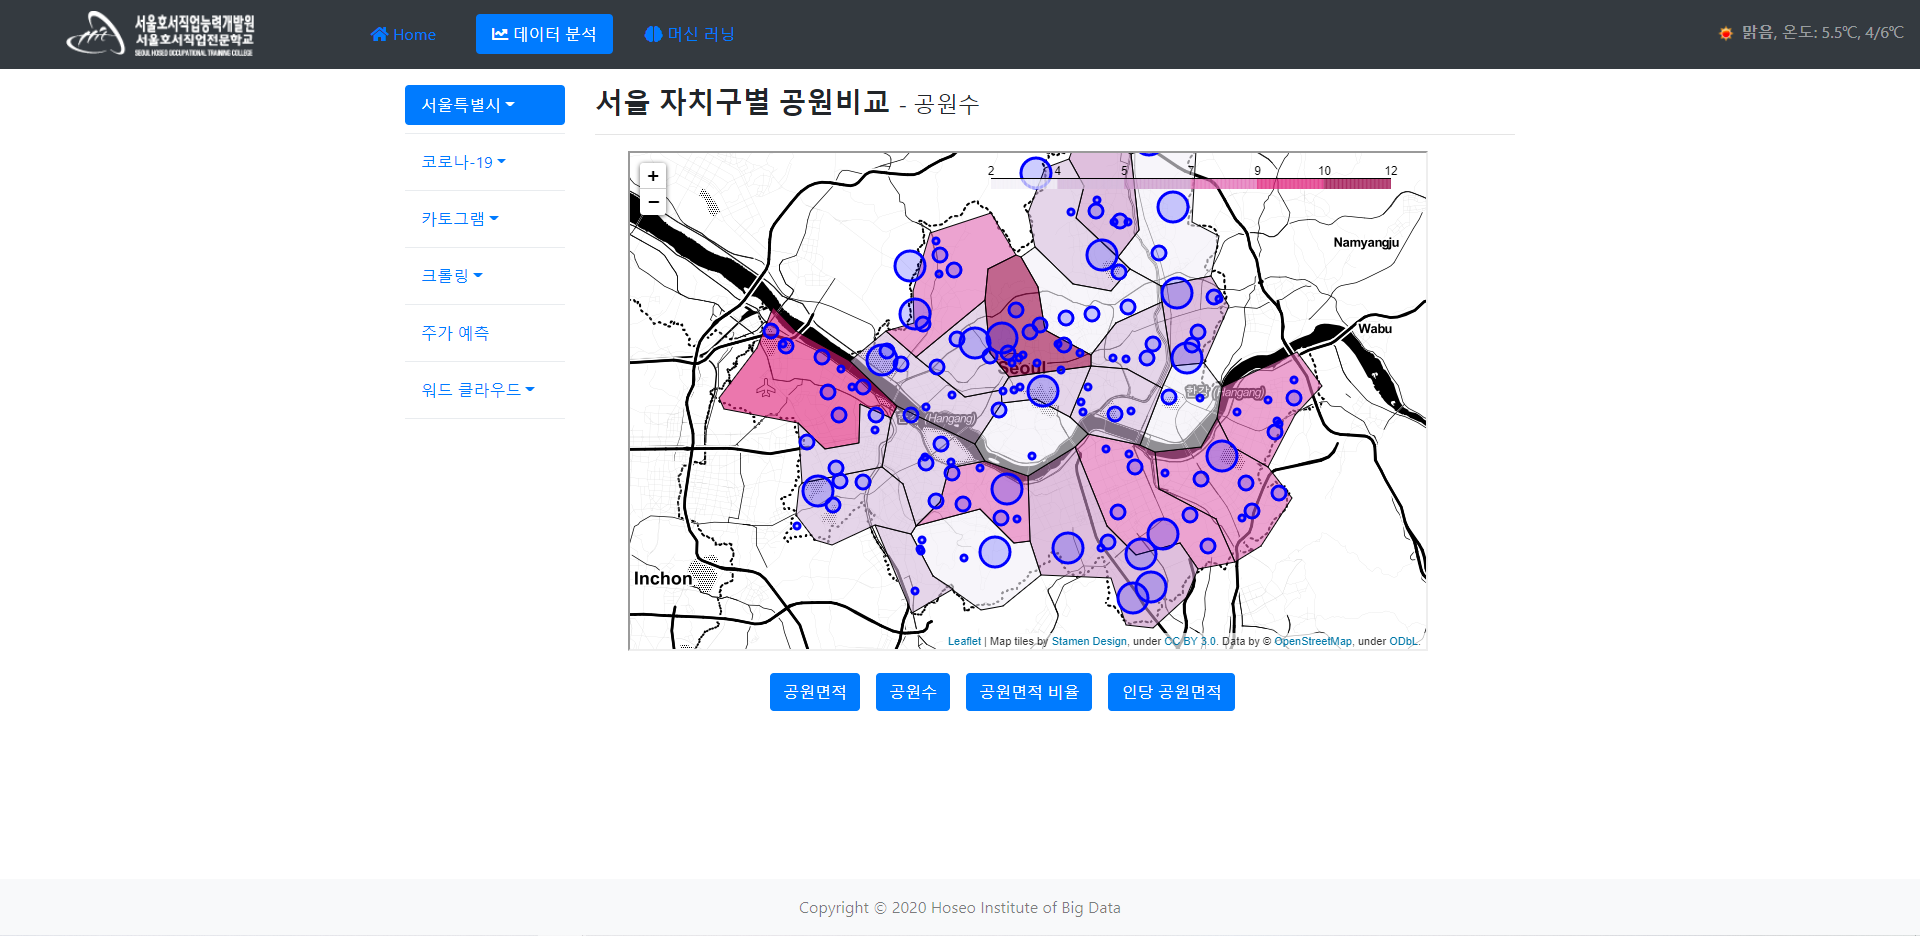 서울호서직업능력개발원
서울호서직업전문학교
SEOUL HOSEO OCCUPATIONAL TRAINING COLLEGE
Home
데이터 분석
머신 러닝
맑음, 온도: 5.5℃, 4/6℃
서울특별시
코로나-19
카토그램
크롤링
주가 예측
워드 클라우드
서울 자치구별 공원비교 - 공원수
+
−
2 4 5 7 9 10 12
Namyangju
Wabu
Seoul
한강 (Hangang)
(Hangang)
Inchon
Leaflet | Map tiles by Stamen Design, under CC BY 3.0. Data by © OpenStreetMap, under ODbL.
공원면적
공원수
공원면적 비율
인당 공원면적
Copyright © 2020 Hoseo Institute of Big Data